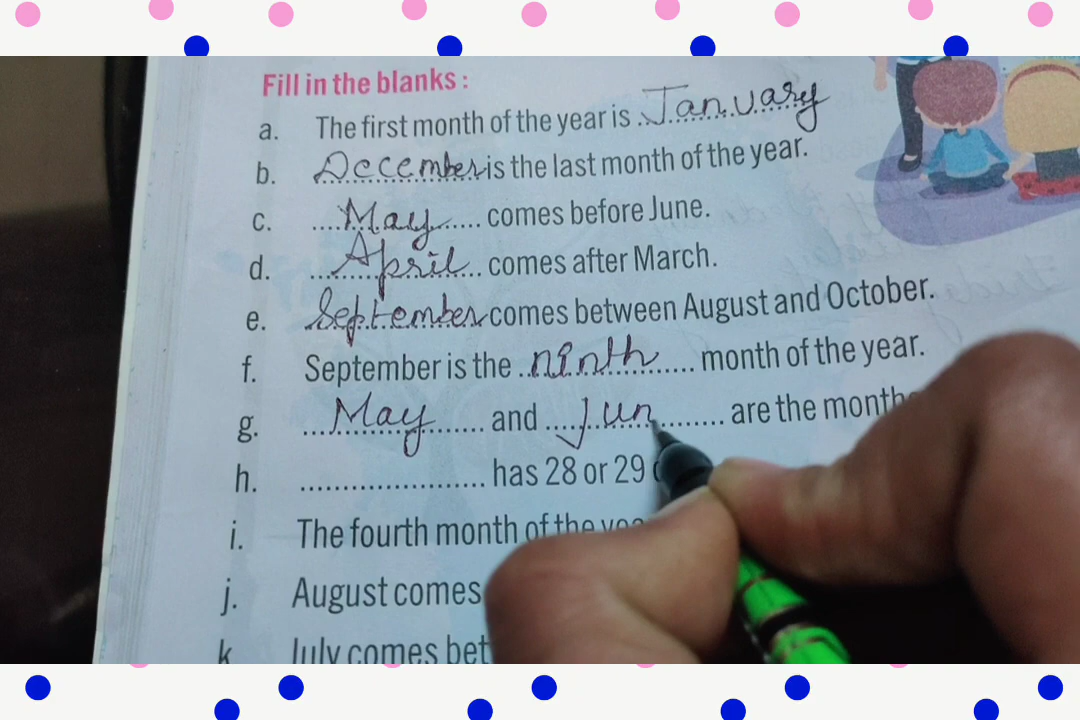 Fill in the blanks :
a. The first month of the year is January
b. December is the last month of the year.
c. May comes before June.
d. April comes after March.
e. September comes between August and October.
f. September is the ninth month of the year.
g. May and Jun are the month
h. has 28 or 29
i. The fourth month of the yea
j. August comes
k July comes bet